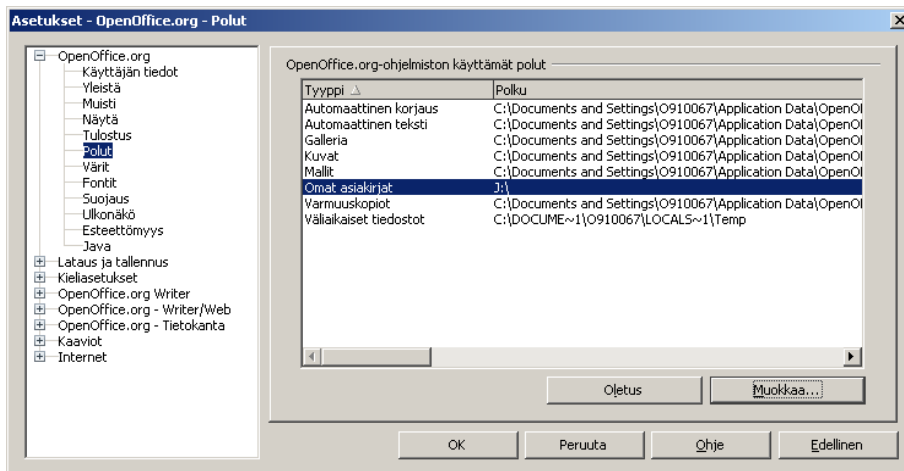 Asetukset - OpenOffice.org - Polut
OpenOffice.org
Käyttäjän tiedot
Yleistä
Muisti
Näytä
Tulostus
Polut
Värit
Fontit
Suojaus
Ulkonäkö
Esteettömyys
Java
Lataus ja tallennus
Kieliasetukset
OpenOffice.org Writer
OpenOffice.org - Writer/Web
OpenOffice.org - Tietokanta
Kaaviot
Internet
OpenOffice.org-ohjelmiston käyttämät polut
Tyyppi Polku
Automaattinen korjaus C:\Documents and Settings\O910067\Application Data\OpenOf
Automaattinen teksti C:\Documents and Settings\O910067\Application Data\OpenOf
Galleria C:\Documents and Settings\O910067\Application Data\OpenOf
Kuvat C:\Documents and Settings\O910067\Application Data\OpenOf
Mallit C:\Documents and Settings\O910067\Application Data\OpenOf
Omat asiakirjat J:\
Varmuuskopiot C:\Documents and Settings\O910067\Application Data\OpenOf
Väliaikaiset tiedostot C:\DOCUME~1\O910067\LOCALS~1\Temp
Oletus Muokkaa...
OK Peruuta Ohje Edellinen